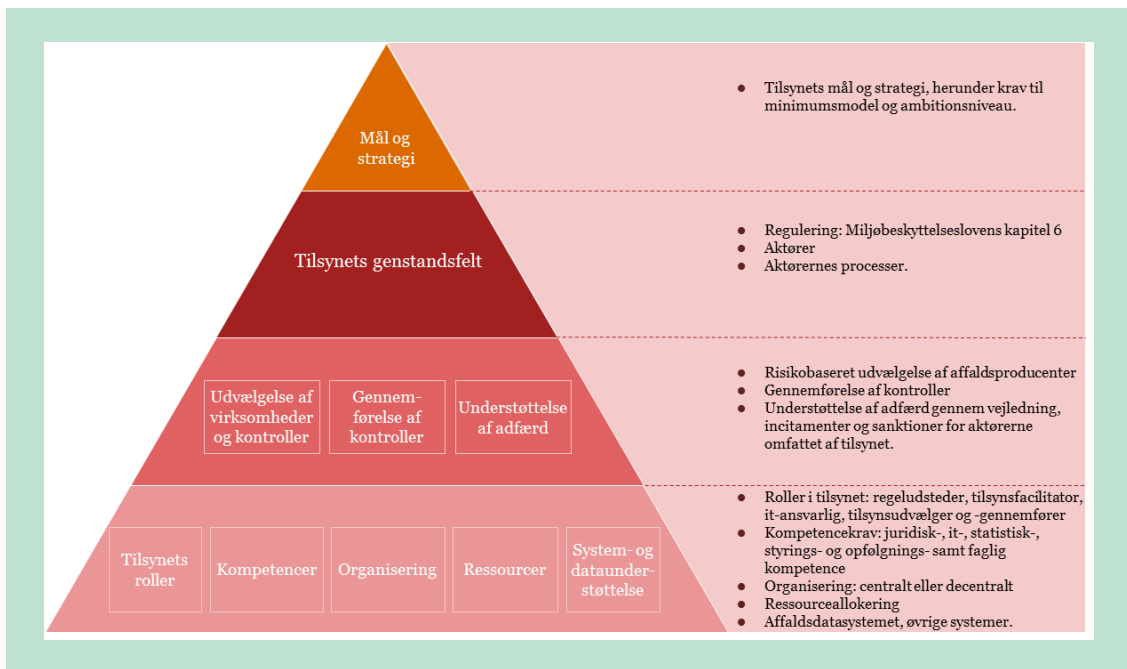 Mål og
strategi
● Tilsynets mål og strategi, herunder krav til
minimumsmodel og ambitionsniveau.
Tilsynets genstandsfelt
● Regulering: Miljøbeskyttelseslovens kapitel 6
● Aktører
● Aktørernes processer.
Udvælgelse af
virksomheder
og kontroller
Gennem-
førelse af
kontroller
Understøttelse
af adfærd
● Risikobaseret udvælgelse af affaldsproducenter
● Gennemførelse af kontroller
● Understøttelse af adfærd gennem vejledning,
incitamenter og sanktioner for aktørerne
omfattet af tilsynet.
Tilsynets
roller
Kompetencer
Organisering
Ressourcer
System- og
dataunder-
støttelse
● Roller i tilsynet: regeludsteder, tilsynsfacilitator,
it-ansvarlig, tilsynsudvælger og -gennemfører
● Kompetencekrav: juridisk-, it-, statistisk-,
styrings- og opfølgnings- samt faglig
kompetence
● Organisering: centralt eller decentralt
● Ressourceallokering
● Affaldsdatasystemet, øvrige systemer.